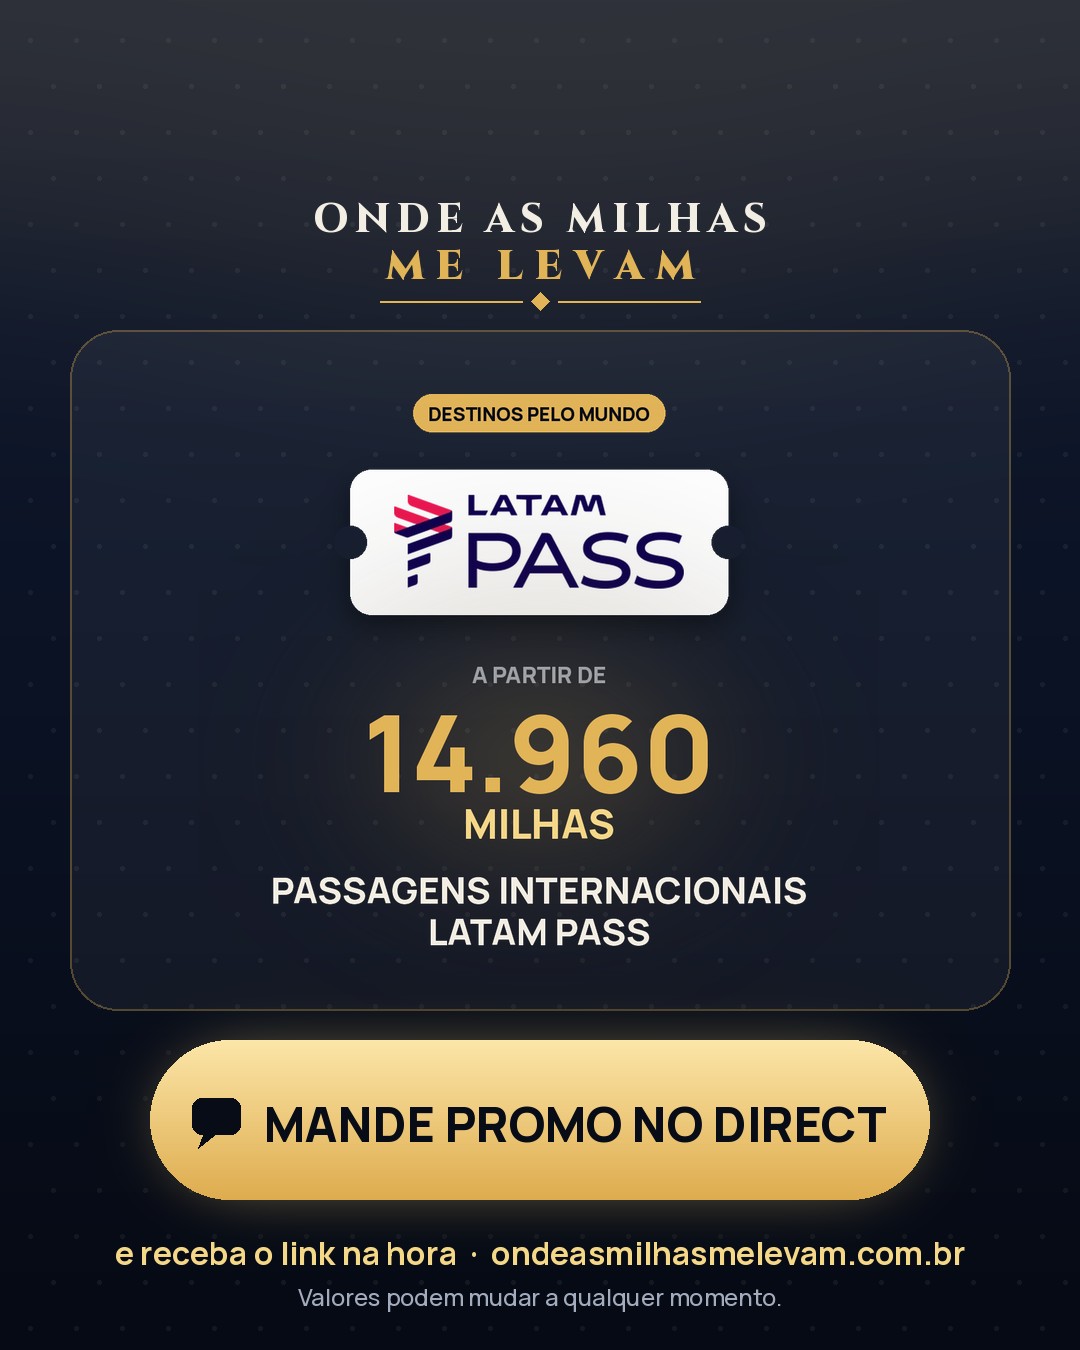 ONDE AS MILHAS
ME LEVAM
DESTINOS PELO MUNDO
LATAM
PASS
A PARTIR DE
14.960
MILHAS
PASSAGENS INTERNACIONAIS
LATAM PASS
MANDE PROMO NO DIRECT
e receba o link na hora · ondeasmilhasmelevam.com.br
Valores podem mudar a qualquer momento.